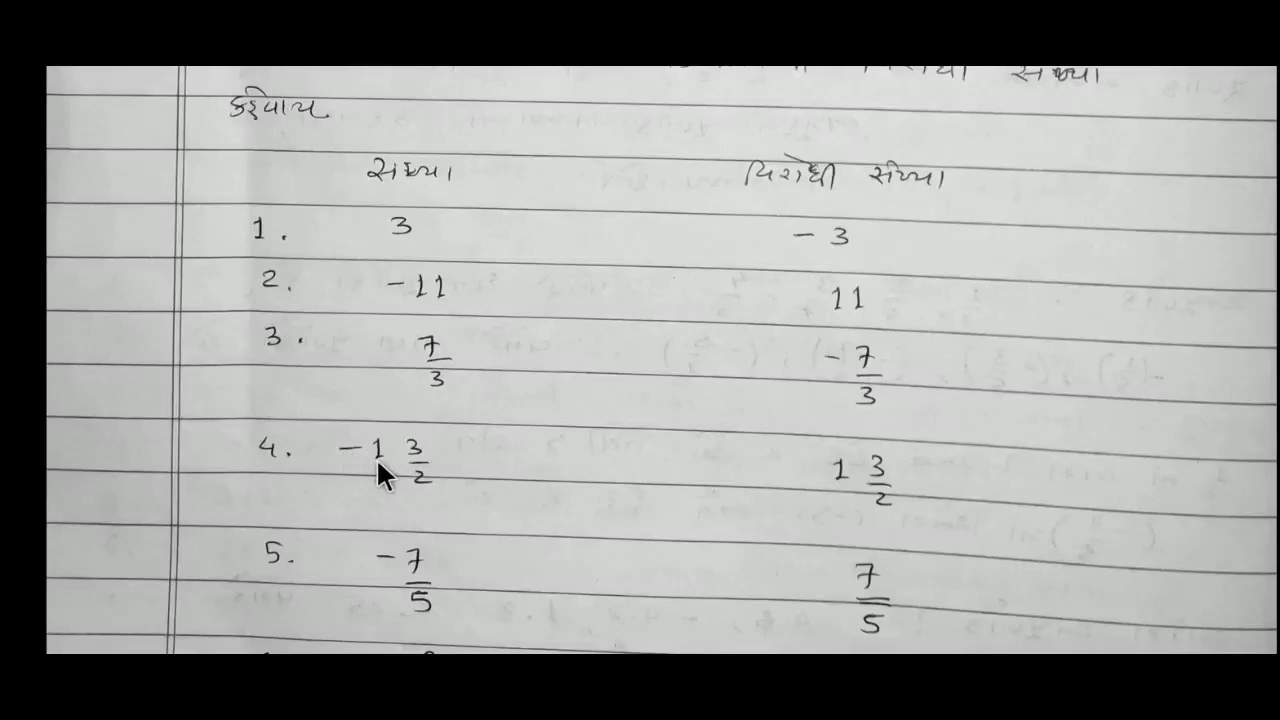 કહેવાય.
સંખ્યા વિરોધી સંખ્યા
1. 3 - 3
2. -11 11
3. 7/3 - 7/3
4. - 1 3/2 1 3/2
5. - 7/5 7/5